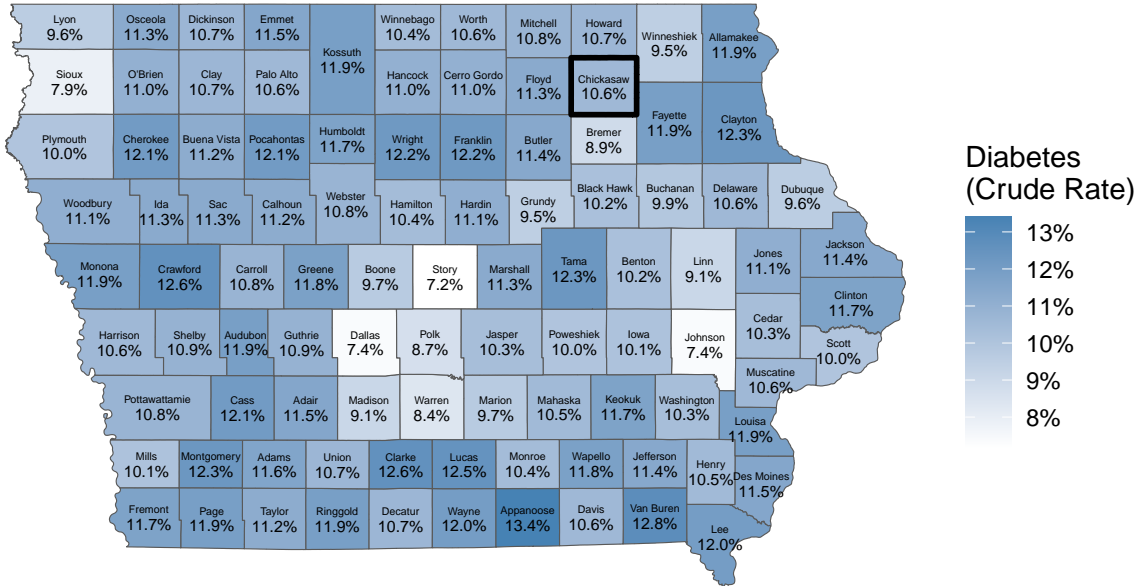 Lyon
9.6%
Osceola
11.3%
Dickinson
10.7%
Emmet
11.5%
Kossuth
11.9%
Winnebago
10.4%
Worth
10.6%
Mitchell
10.8%
Howard
10.7%
Winneshiek
9.5%
Allamakee
11.9%
Sioux
7.9%
O'Brien
11.0%
Clay
10.7%
Palo Alto
10.6%
Hancock
11.0%
Cerro Gordo
11.0%
Floyd
11.3%
Chickasaw
10.6%
Fayette
11.9%
Clayton
12.3%
Plymouth
10.0%
Cherokee
12.1%
Buena Vista
11.2%
Pocahontas
12.1%
Humboldt
11.7%
Wright
12.2%
Franklin
12.2%
Butler
11.4%
Bremer
8.9%
Woodbury
11.1%
Ida
11.3%
Sac
11.3%
Calhoun
11.2%
Webster
10.8%
Hamilton
10.4%
Hardin
11.1%
Grundy
9.5%
Black Hawk
10.2%
Buchanan
9.9%
Delaware
10.6%
Dubuque
9.6%
Monona
11.9%
Crawford
12.6%
Carroll
10.8%
Greene
11.8%
Boone
9.7%
Story
7.2%
Marshall
11.3%
Tama
12.3%
Benton
10.2%
Linn
9.1%
Jones
11.1%
Jackson
11.4%
Clinton
11.7%
Harrison
10.6%
Shelby
10.9%
Audubon
11.9%
Guthrie
10.9%
Dallas
7.4%
Polk
8.7%
Jasper
10.3%
Poweshiek
10.0%
Iowa
10.1%
Johnson
7.4%
Cedar
10.3%
Scott
10.0%
Muscatine
10.6%
Pottawattamie
10.8%
Cass
12.1%
Adair
11.5%
Madison
9.1%
Warren
8.4%
Marion
9.7%
Mahaska
10.5%
Keokuk
11.7%
Washington
10.3%
Louisa
11.9%
Mills
10.1%
Montgomery
12.3%
Adams
11.6%
Union
10.7%
Clarke
12.6%
Lucas
12.5%
Monroe
10.4%
Wapello
11.8%
Jefferson
11.4%
Henry
10.5%
Des Moines
11.5%
Fremont
11.7%
Page
11.9%
Taylor
11.2%
Ringgold
11.9%
Decatur
10.7%
Wayne
12.0%
Appanoose
13.4%
Davis
10.6%
Van Buren
12.8%
Lee
12.0%
Diabetes
(Crude Rate)
13%
12%
11%
10%
9%
8%